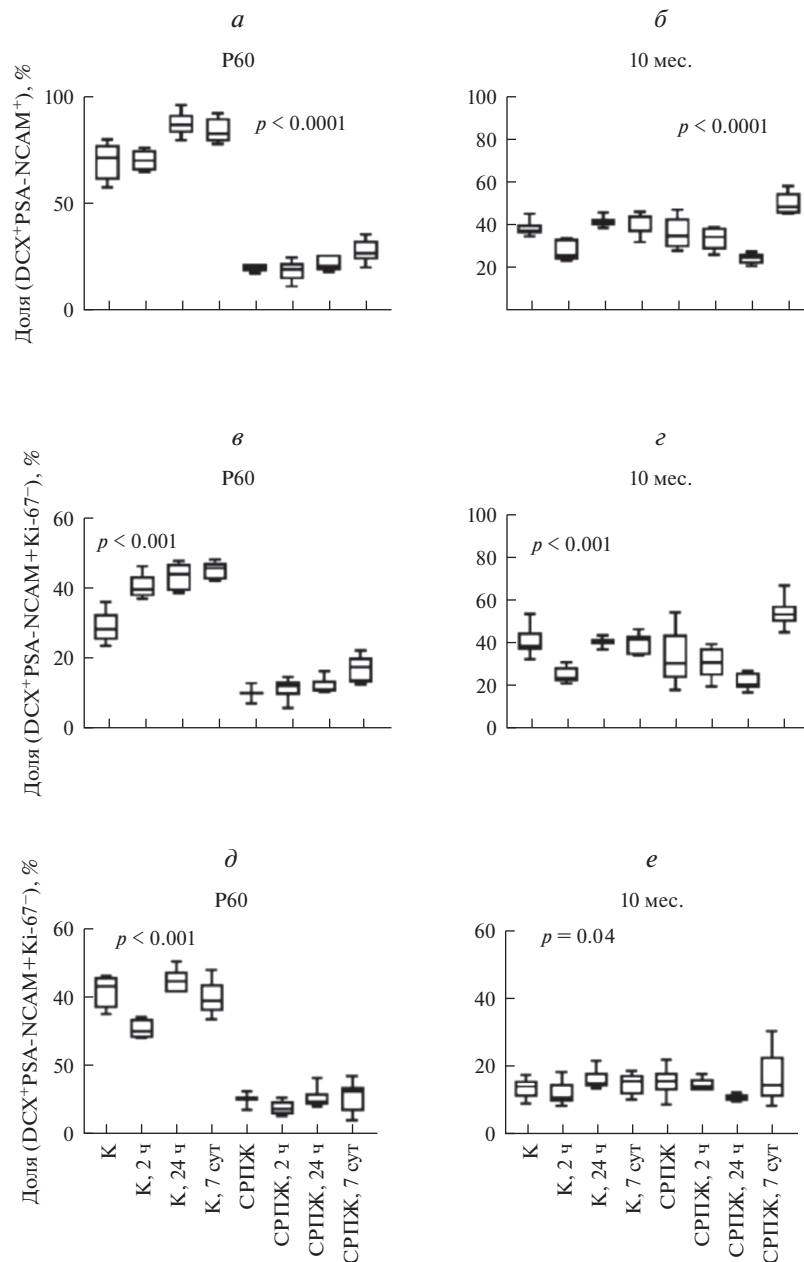 а
P60
Доля (DCX⁺PSA-NCAM⁺), %
100
50
0
p < 0.0001
б
10 мес.
100
80
60
40
20
p < 0.0001
в
P60
Доля (DCX⁺PSA-NCAM+Ki-67⁻), %
60
40
20
0
p < 0.001
г
10 мес.
100
80
60
40
20
0
p < 0.001
д
P60
Доля (DCX⁺PSA-NCAM+Ki-67⁻), %
60
40
50
0
p < 0.001
К
К, 2 ч
К, 24 ч
К, 7 сут
СРПЖ
СРПЖ, 2 ч
СРПЖ, 24 ч
СРПЖ, 7 сут
е
10 мес.
60
40
20
0
p = 0.04
К
К, 2 ч
К, 24 ч
К, 7 сут
СРПЖ
СРПЖ, 2 ч
СРПЖ, 24 ч
СРПЖ, 7 сут